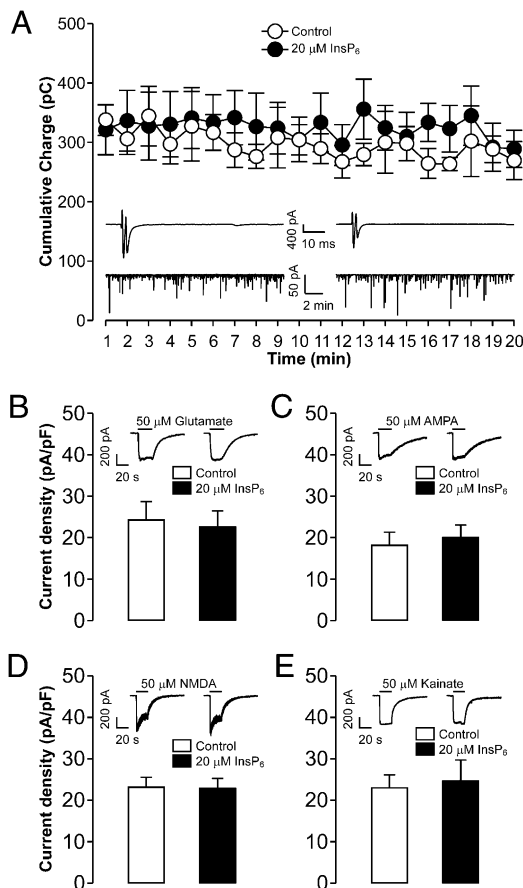 A
500
400
300
200
100
0
Cumulative Charge (pC)
Control
20 μM InsP6
400 pA
10 ms
50 pA
2 min
1 2 3 4 5 6 7 8 9 10 11 12 13 14 15 16 17 18 19 20
Time (min)
B
50
40
30
20
10
0
Current density (pA/pF)
50 μM Glutamate
200 pA
20 s
Control
20 μM InsP6
C
50
40
30
20
10
0
50 μM AMPA
200 pA
20 s
Control
20 μM InsP6
D
50
40
30
20
10
0
Current density (pA/pF)
50 μM NMDA
200 pA
20 s
Control
20 μM InsP6
E
50
40
30
20
10
0
50 μM Kainate
200 pA
20 s
Control
20 μM InsP6